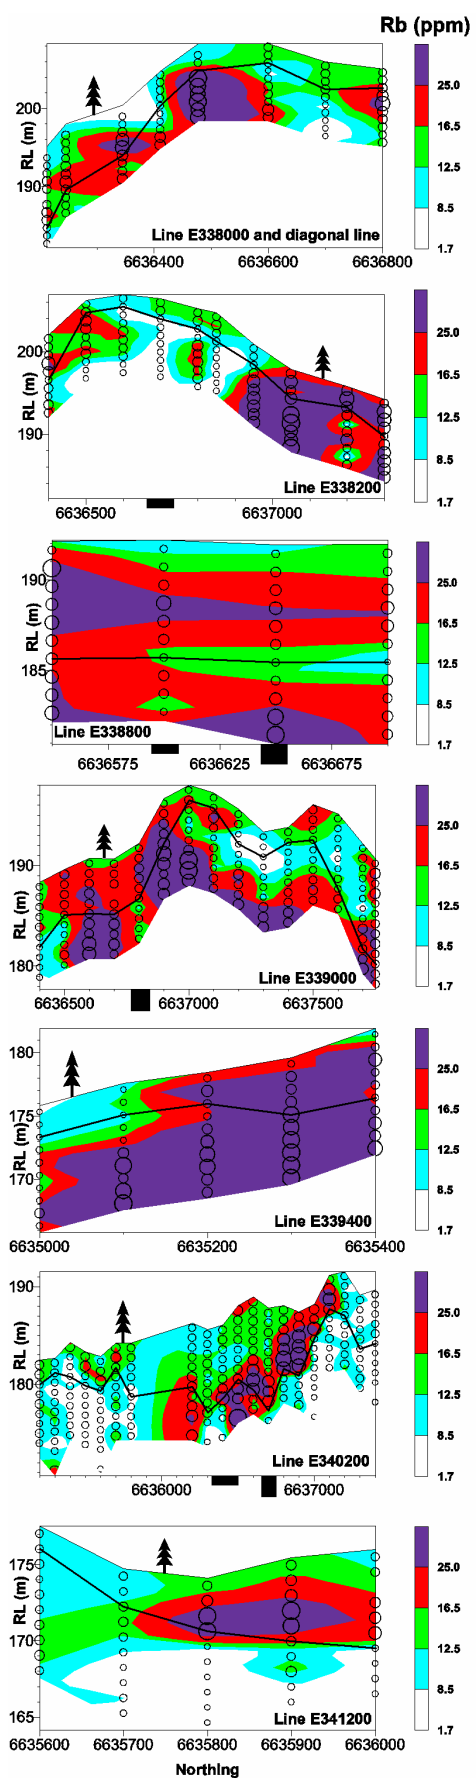 Rb (ppm)
RL (m)
200
190
25.0
16.5
12.5
8.5
1.7
Line E338000 and diagonal line
6636400 6636600 6636800
RL (m)
200
190
25.0
16.5
12.5
8.5
1.7
Line E338200
6636500 6637000
RL (m)
190
185
25.0
16.5
12.5
8.5
1.7
Line E338800
6636575 6636625 6636675
RL (m)
190
180
25.0
16.5
12.5
8.5
1.7
Line E339000
6636500 6637000 6637500
RL (m)
180
175
170
25.0
16.5
12.5
8.5
1.7
Line E339400
6635000 6635200 6635400
RL (m)
190
180
25.0
16.5
12.5
8.5
1.7
Line E340200
6636000 6637000
RL (m)
175
170
165
25.0
16.5
12.5
8.5
1.7
Line E341200
6635600 6635700 6635800 6635900 6636000
Northing